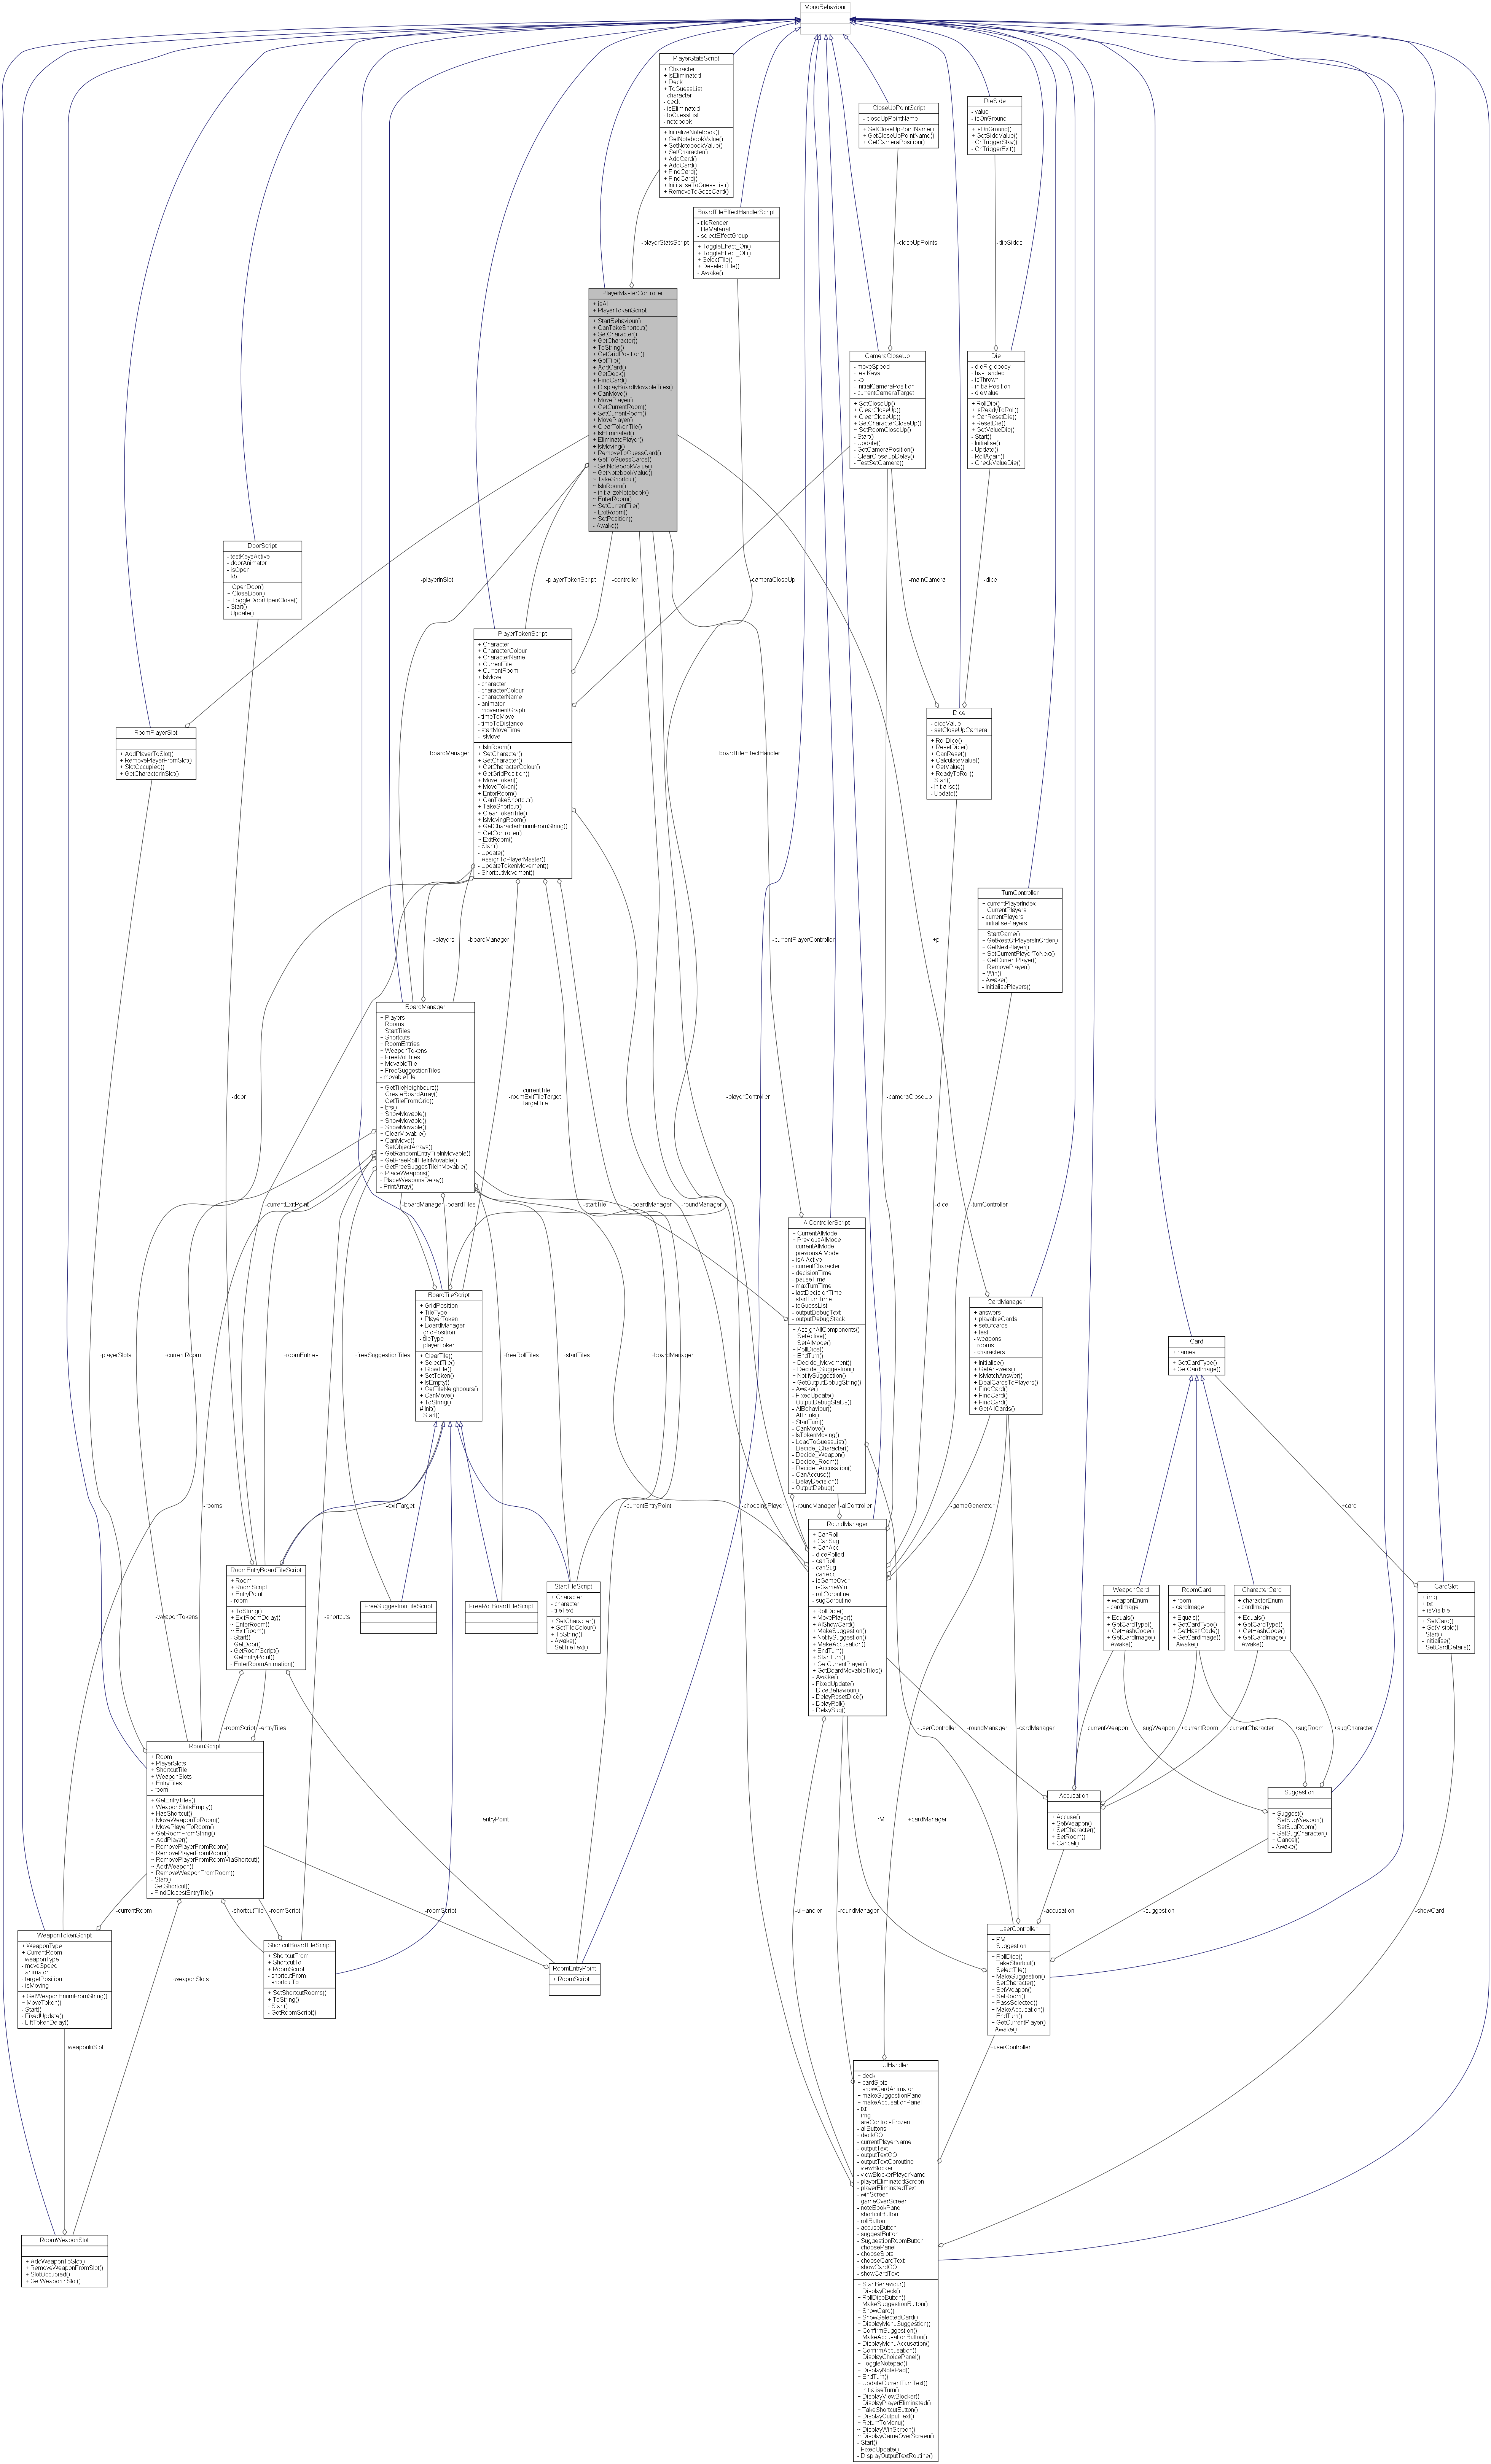 MonoBehaviour
PlayerStatsScript
+ Character
+ IsEliminated
+ Deck
+ ToGuessList
- character
- deck
- isEliminated
- toGuessList
- notebook
+ InitializeNotebook()
+ GetNotebookValue()
+ SetNotebookValue()
+ SetCharacter()
+ AddCard()
+ AddCard()
+ FindCard()
+ FindCard()
+ InititaliseToGuessList()
+ RemoveToGessCard()
CloseUpPointScript
- closeUpPointName
+ SetCloseUpPointName()
+ GetCloseUpPointName()
+ GetCameraPosition()
DieSide
- value
- isOnGround
+ IsOnGround()
+ GetSideValue()
- OnTriggerStay()
- OnTriggerExit()
BoardTileEffectHandlerScript
- tileRender
- tileMaterial
- selectEffectGroup
+ ToggleEffect_On()
+ ToggleEffect_Off()
+ SelectTile()
+ DeselectTile()
- Awake()
-playerStatsScript
-closeUpPoints
-dieSides
PlayerMasterController
+ isAI
+ PlayerTokenScript
+ StartBehaviour()
+ CanTakeShortcut()
+ SetCharacter()
+ GetCharacter()
+ ToString()
+ GetGridPosition()
+ GetTile()
+ AddCard()
+ GetDeck()
+ FindCard()
+ DisplayBoardMovableTiles()
+ CanMove()
+ MovePlayer()
+ GetCurrentRoom()
+ SetCurrentRoom()
+ MovePlayer()
+ ClearTokenTile()
+ IsEliminated()
+ EliminatePlayer()
+ IsMoving()
+ RemoveToGuessCard()
+ GetToGuessCards()
~ SetNotebookValue()
~ GetNotebookValue()
~ TakeShortcut()
~ IsInRoom()
~ initializeNotebook()
~ EnterRoom()
~ SetCurrentTile()
~ ExitRoom()
~ SetPosition()
- Awake()
CameraCloseUp
- moveSpeed
- testKeys
- kb
- initialCameraPosition
- currentCameraTarget
+ SetCloseUp()
+ ClearCloseUp()
+ ClearCloseUp()
+ SetCharacterCloseUp()
~ SetRoomCloseUp()
- Start()
- Update()
- GetCameraPosition()
- ClearCloseUpDelay()
- TestSetCamera()
Die
- dieRigidbody
- hasLanded
- isThrown
- initialPosition
- dieValue
+ RollDie()
+ IsReadyToRoll()
+ CanResetDie()
+ ResetDie()
+ GetValueDie()
- Start()
- Initialise()
- Update()
- RollAgain()
- CheckValueDie()
DoorScript
- testKeysActive
- doorAnimator
- isOpen
- kb
+ OpenDoor()
+ CloseDoor()
+ ToggleDoorOpenClose()
- Start()
- Update()
-playerInSlot
-playerTokenScript
-controller
-cameraCloseUp
-mainCamera
-dice
PlayerTokenScript
+ Character
+ CharacterColour
+ CharacterName
+ CurrentTile
+ CurrentRoom
+ IsMove
- character
- characterColour
- characterName
- animator
- movementGraph
- timeToMove
- timeToDistance
- startMoveTime
- isMove
+ IsInRoom()
+ SetCharacter()
+ SetCharacter()
+ GetCharacterColour()
+ GetGridPosition()
+ MoveToken()
+ MoveToken()
+ EnterRoom()
+ CanTakeShortcut()
+ TakeShortcut()
+ ClearTokenTile()
+ IsMovingRoom()
+ GetCharacterEnumFromString()
~ GetController()
~ ExitRoom()
- Start()
- Update()
- AssignToPlayerMaster()
- UpdateTokenMovement()
- ShortcutMovement()
RoomPlayerSlot
+ AddPlayerToSlot()
+ RemovePlayerFromSlot()
+ SlotOccupied()
+ GetCharacterInSlot()
-boardManager
-boardTileEffectHandler
Dice
- diceValue
- setCloseUpCamera
+ RollDice()
+ ResetDice()
+ CanReset()
+ CalculateValue()
+ GetValue()
+ ReadyToRoll()
- Start()
- Initialise()
- Update()
TurnController
+ currentPlayerIndex
+ CurrentPlayers
- currentPlayers
- initialisePlayers
+ StartGame()
+ GetRestOfPlayersInOrder()
+ GetNextPlayer()
+ SetCurrentPlayerToNext()
+ GetCurrentPlayer()
+ RemovePlayer()
+ Win()
- Awake()
- InitialisePlayers()
-players
-boardManager
-currentPlayerController
+p
BoardManager
+ Players
+ Rooms
+ StartTiles
+ Shortcuts
+ RoomEntries
+ WeaponTokens
+ FreeRollTiles
+ MovableTile
+ FreeSuggestionTiles
- movableTile
+ GetTileNeighbours()
+ CreateBoardArray()
+ GetTileFromGrid()
+ bfs()
+ ShowMovable()
+ ShowMovable()
+ ShowMovable()
+ ClearMovable()
+ CanMove()
+ SetObjectArrays()
+ GetRandomEntryTileInMovable()
+ GetFreeRollTileInMovable()
+ GetFreeSuggesTileInMovable()
~ PlaceWeapons()
- PlaceWeaponsDelay()
- PrintArray()
-door
-currentTile
-roomExitTileTarget
-targetTile
-playerController
-cameraCloseUp
-currentExitPoint
-boardManager
-boardTiles
-startTile
-boardManager
-roundManager
-dice
-turnController
AIControllerScript
+ CurrentAIMode
+ PreviousAIMode
- currentAIMode
- previousAIMode
- isAIActive
- currentCharacter
- decisionTime
- pauseTime
- maxTurnTime
- lastDecisionTime
- startTurnTime
- toGuessList
- outputDebugText
- outputDebugStack
+ AssignAllComponents()
+ SetActive()
+ SetAIMode()
+ RollDice()
+ EndTurn()
+ Decide_Movement()
+ Decide_Suggestion()
+ NotifySuggestion()
+ GetOutputDebugString()
- Awake()
- FixedUpdate()
- OutputDebugStatus()
- AIBehaviour()
- AIThink()
- StartTurn()
- CanMove()
- IsTokenMoving()
- LoadToGuessList()
- Decide_Character()
- Decide_Weapon()
- Decide_Room()
- Decide_Accusation()
- CanAccuse()
- DelayDecision()
- OutputDebug()
BoardTileScript
+ GridPosition
+ TileType
+ PlayerToken
+ BoardManager
- gridPosition
- tileType
- playerToken
+ ClearTile()
+ SelectTile()
+ GlowTile()
+ SetToken()
+ IsEmpty()
+ GetTileNeighbours()
+ CanMove()
+ ToString()
# Init()
- Start()
CardManager
+ answers
+ playableCards
+ setOfcards
+ test
- weapons
- rooms
- characters
+ Initialise()
+ GetAnswers()
+ IsMatchAnswer()
+ DealCardsToPlayers()
+ FindCard()
+ FindCard()
+ FindCard()
+ GetAllCards()
Card
+ names
+ GetCardType()
+ GetCardImage()
-playerSlots
-currentRoom
-roomEntries
-freeSuggestionTiles
-freeRollTiles
-startTiles
-boardManager
-rooms
-exitTarget
-currentEntryPoint
-choosingPlayer
-roundManager
-aiController
-gameGenerator
+card
RoundManager
+ CanRoll
+ CanSug
+ CanAcc
- diceRolled
- canRoll
- canSug
- canAcc
- isGameOver
- isGameWin
- rollCoroutine
- sugCoroutine
+ RollDice()
+ MovePlayer()
+ AIShowCard()
+ MakeSuggestion()
+ NotifySuggestion()
+ MakeAccusation()
+ EndTurn()
+ StartTurn()
+ GetCurrentPlayer()
+ GetBoardMovableTiles()
- Awake()
- FixedUpdate()
- DiceBehaviour()
- DelayResetDice()
- DelayRoll()
- DelaySug()
RoomEntryBoardTileScript
+ Room
+ RoomScript
+ EntryPoint
- room
+ ToString()
+ ExitRoomDelay()
~ EnterRoom()
~ ExitRoom()
- Start()
- GetDoor()
- GetRoomScript()
- GetEntryPoint()
- EnterRoomAnimation()
FreeSuggestionTileScript
FreeRollBoardTileScript
StartTileScript
+ Character
- character
- tileText
+ SetCharacter()
+ SetTileColour()
+ ToString()
- Awake()
- SetTileText()
WeaponCard
+ weaponEnum
- cardImage
+ Equals()
+ GetCardType()
+ GetHashCode()
+ GetCardImage()
- Awake()
RoomCard
+ room
- cardImage
+ Equals()
+ GetCardType()
+ GetHashCode()
+ GetCardImage()
- Awake()
CharacterCard
+ characterEnum
- cardImage
+ Equals()
+ GetCardType()
+ GetHashCode()
+ GetCardImage()
- Awake()
CardSlot
+ img
+ txt
+ isVisible
+ SetCard()
+ SetVisible()
- Start()
- Initialise()
- SetCardDetails()
-weaponTokens
-shortcuts
-roomScript
-entryTiles
-userController
-roundManager
-cardManager
+currentWeapon
+sugWeapon
+currentRoom
+currentCharacter
+sugRoom
+sugCharacter
RoomScript
+ Room
+ PlayerSlots
+ ShortcutTile
+ WeaponSlots
+ EntryTiles
- room
+ GetEntryTiles()
+ WeaponSlotsEmpty()
+ HasShortcut()
+ MoveWeaponToRoom()
+ MovePlayerToRoom()
+ GetRoomFromString()
~ AddPlayer()
~ RemovePlayerFromRoom()
~ RemovePlayerFromRoom()
~ RemovePlayerFromRoomViaShortcut()
~ AddWeapon()
~ RemoveWeaponFromRoom()
- Start()
- GetShortcut()
- FindClosestEntryTile()
-entryPoint
-rM
+cardManager
Accusation
+ Accuse()
+ SetWeapon()
+ SetCharacter()
+ SetRoom()
+ Cancel()
Suggestion
+ Suggest()
+ SetSugWeapon()
+ SetSugRoom()
+ SetSugCharacter()
+ Cancel()
- Awake()
-currentRoom
-shortcutTile
-roomScript
-roomScript
-uiHandler
-roundManager
-accusation
-suggestion
-showCard
WeaponTokenScript
+ WeaponType
+ CurrentRoom
- weaponType
- moveSpeed
- animator
- targetPosition
- isMoving
+ GetWeaponEnumFromString()
~ MoveToken()
- Start()
- FixedUpdate()
- LiftTokenDelay()
-weaponSlots
ShortcutBoardTileScript
+ ShortcutFrom
+ ShortcutTo
+ RoomScript
- shortcutFrom
- shortcutTo
+ SetShortcutRooms()
+ ToString()
- Start()
- GetRoomScript()
RoomEntryPoint
+ RoomScript
UserController
+ RM
+ Suggestion
+ RollDice()
+ TakeShortcut()
+ SelectTile()
+ MakeSuggestion()
+ SetCharacter()
+ SetWeapon()
+ SetRoom()
+ PassSelected()
+ MakeAccusation()
+ EndTurn()
+ GetCurrentPlayer()
- Awake()
-weaponInSlot
+userController
UIHandler
+ deck
+ cardSlots
+ showCardAnimator
+ makeSuggestionPanel
+ makeAccusationPanel
- txt
- img
- areControlsFrozen
- allButtons
- deckGO
- currentPlayerName
- outputText
- outputTextGO
- outputTextCoroutine
- viewBlocker
- viewBlockerPlayerName
- playerEliminatedScreen
- playerEliminatedText
- winScreen
- gameOverScreen
- noteBookPanel
- shortcutButton
- rollButton
- accuseButton
- suggestButton
- SuggestionRoomButton
- choosePanel
- chooseSlots
- chooseCardText
- showCardGO
- showCardText
+ StartBehaviour()
+ DisplayDeck()
+ RollDiceButton()
+ MakeSuggestionButton()
+ ShowCard()
+ ShowSelectedCard()
+ DisplayMenuSuggestion()
+ ConfirmSuggestion()
+ MakeAccusationButton()
+ DisplayMenuAccusation()
+ ConfirmAccusation()
+ DisplayChoicePanel()
+ ToggleNotepad()
+ DisplayNotePad()
+ EndTurn()
+ UpdateCurrentTurnText()
+ InitialiseTurn()
+ DisplayViewBlocker()
+ DisplayPlayerEliminated()
+ TakeShortcutButton()
+ DisplayOutputText()
+ ReturnToMenu()
~ DisplayWinScreen()
~ DisplayGameOverScreen()
- Start()
- FixedUpdate()
- DisplayOutputTextRoutine()
RoomWeaponSlot
+ AddWeaponToSlot()
+ RemoveWeaponFromSlot()
+ SlotOccupied()
+ GetWeaponInSlot()